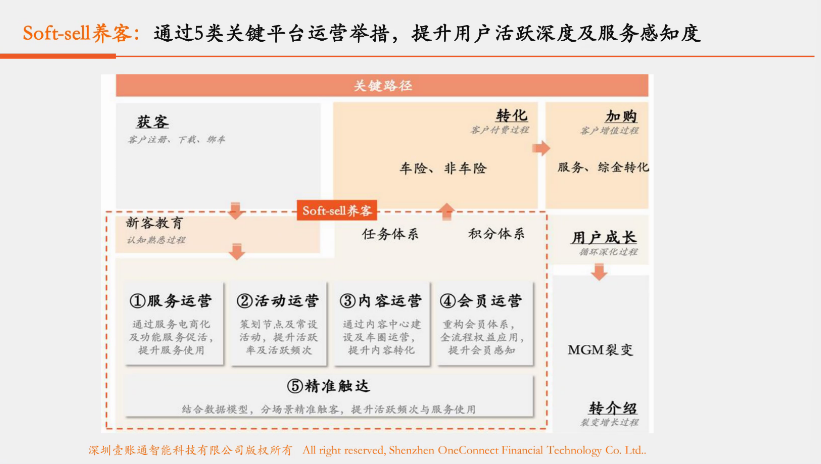 Soft-sell养客：通过5类关键平台运营举措，提升用户活跃深度及服务感知度
关键路径
获客
客户注册、下载、绑车
转化
客户付费过程
车险、非车险
加购
客户增值过程
服务、综金转化
Soft-sell养客
新客教育
认知熟悉过程
任务体系
积分体系
用户成长
循环深化过程
①服务运营
通过服务电商化
及功能服务促活，
提升服务使用
②活动运营
策划节点及常设
活动，提升活跃
率及活跃频次
③内容运营
通过内容中心建
设及车圈运营，
提升内容转化
④会员运营
重构会员体系，
全流程权益应用，
提升会员感知
⑤精准触达
结合数据模型，分场景精准触客，提升活跃频次与服务使用
MGM裂变
转介绍
裂变增长过程
深圳壹账通智能科技有限公司版权所有 All right reserved, Shenzhen OneConnect Financial Technology Co. Ltd..